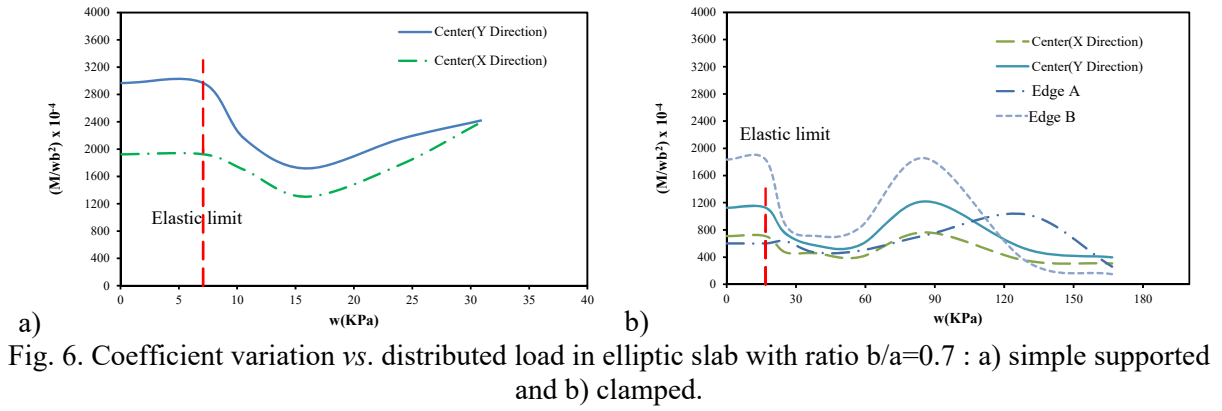 4000
3600
3200
2800
2400
2000
1600
1200
800
400
0
(M/wb²) x 10⁻⁴
Center(Y Direction)
Center(X Direction)
Elastic limit
0 5 10 15 20 25 30 35 40
w(KPa)
a)
4000
3600
3200
2800
2400
2000
1600
1200
800
400
0
(M/wb²) x 10⁻⁴
Center(X Direction)
Center(Y Direction)
Edge A
Edge B
Elastic limit
0 30 60 90 120 150 180
w(KPa)
b)
Fig. 6. Coefficient variation vs. distributed load in elliptic slab with ratio b/a=0.7 : a) simple supported
and b) clamped.